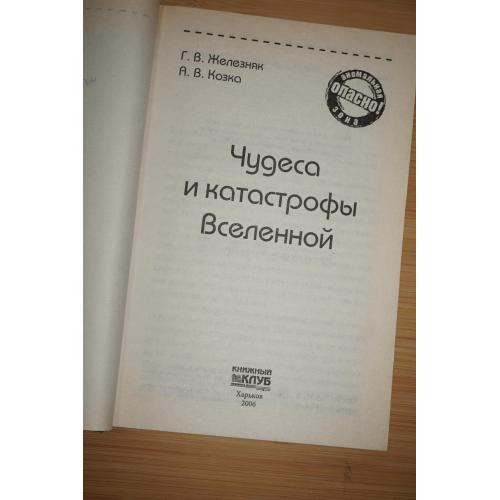 Г. В. Железняк
А. В. Козка
аномальная
ОПАСНО!
зона
Чудеса
и катастрофы
Вселенной
КНИЖНЫЙ
КЛУБ
Харьков
2006